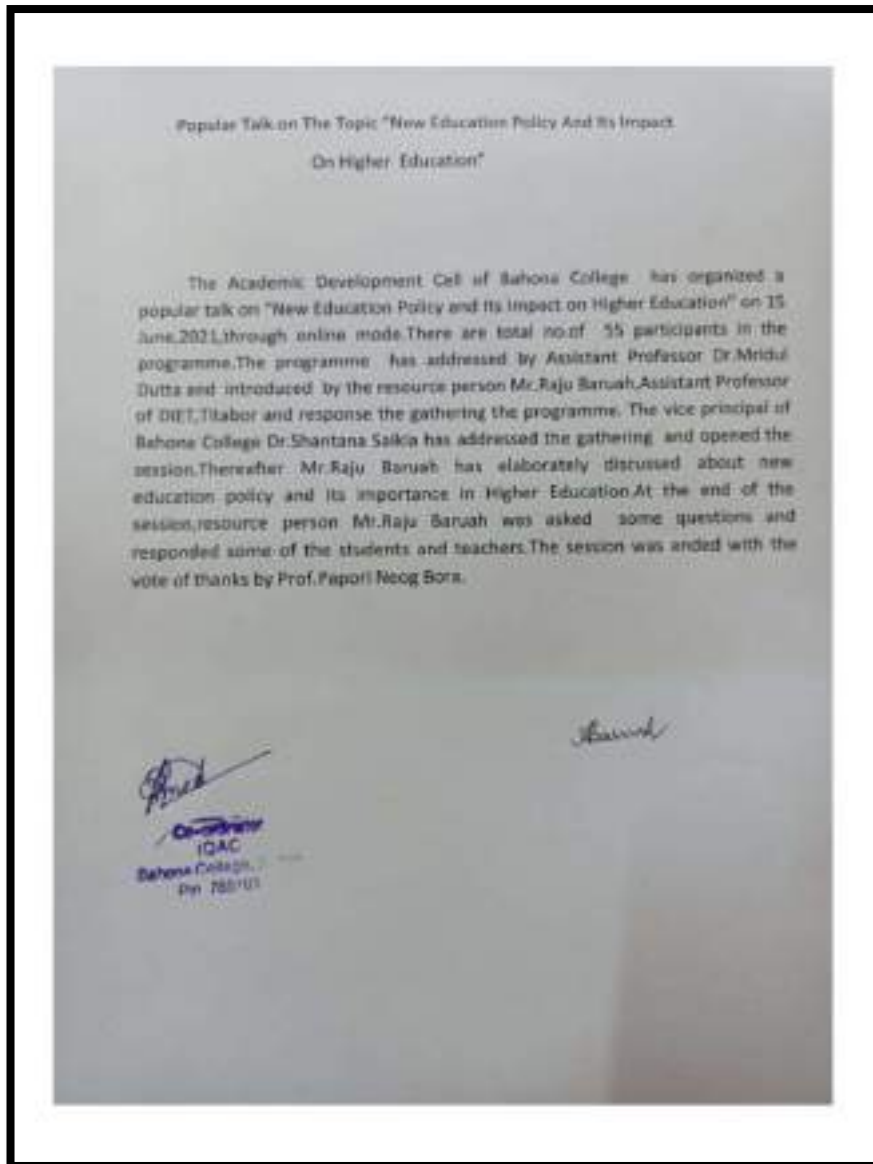 Popular Talk on The Topic "New Education Policy And Its Impact
On Higher Education"
The Academic Development Cell of Bahona College has organized a
popular talk on "New Education Policy and Its Impact on Higher Education" on 15
June,2021,through online mode.There are total no.of 55 participants in the
programme.The programme has addressed by Assistant Professor Dr.Mridul
Dutta and introduced by the resource person Mr.Raju Baruah,Assistant Professor
of DIET,Titabor and response the gathering the programme. The vice principal of
Bahona College Dr.Shantana Saikia has addressed the gathering and opened the
session.Thereafter Mr.Raju Baruah has elaborately discussed about new
education policy and its importance in Higher Education.At the end of the
session,resource person Mr.Raju Baruah was asked some questions and
responded some of the students and teachers.The session was ended with the
vote of thanks by Prof.Papori Neog Bora.
Co-ordinator
IQAC
Bahona College,
Pin